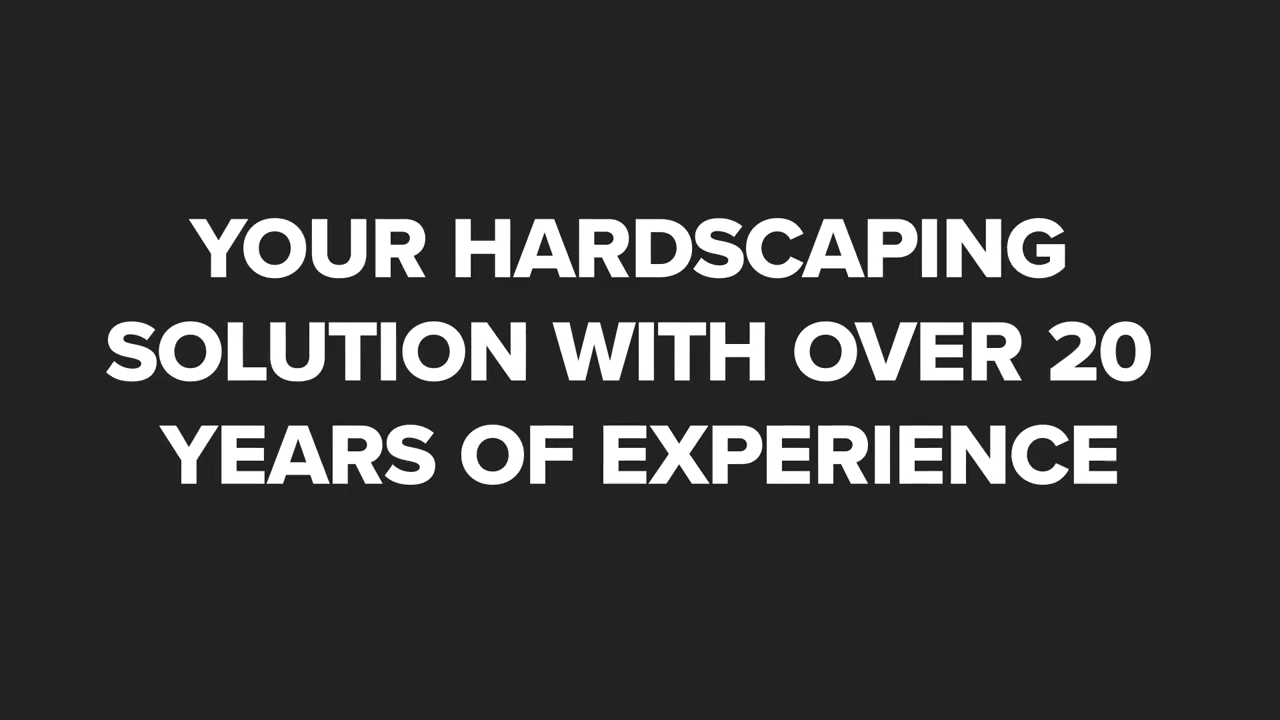 YOUR HARDSCAPING
SOLUTION WITH OVER 20
YEARS OF EXPERIENCE